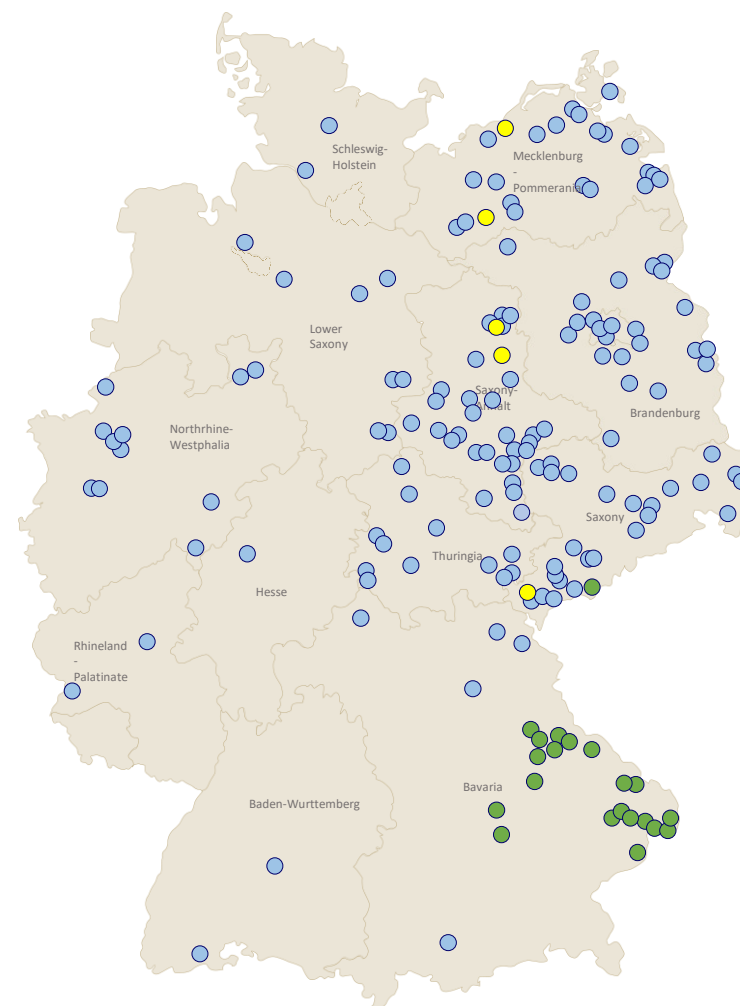 Schleswig-
Holstein
Mecklenburg
-
Pommerania
Lower
Saxony
Saxony-
Anhalt
Brandenburg
Northrhine-
Westphalia
Saxony
Thuringia
Hesse
Rhineland
-
Palatinate
Bavaria
Baden-Wurttemberg